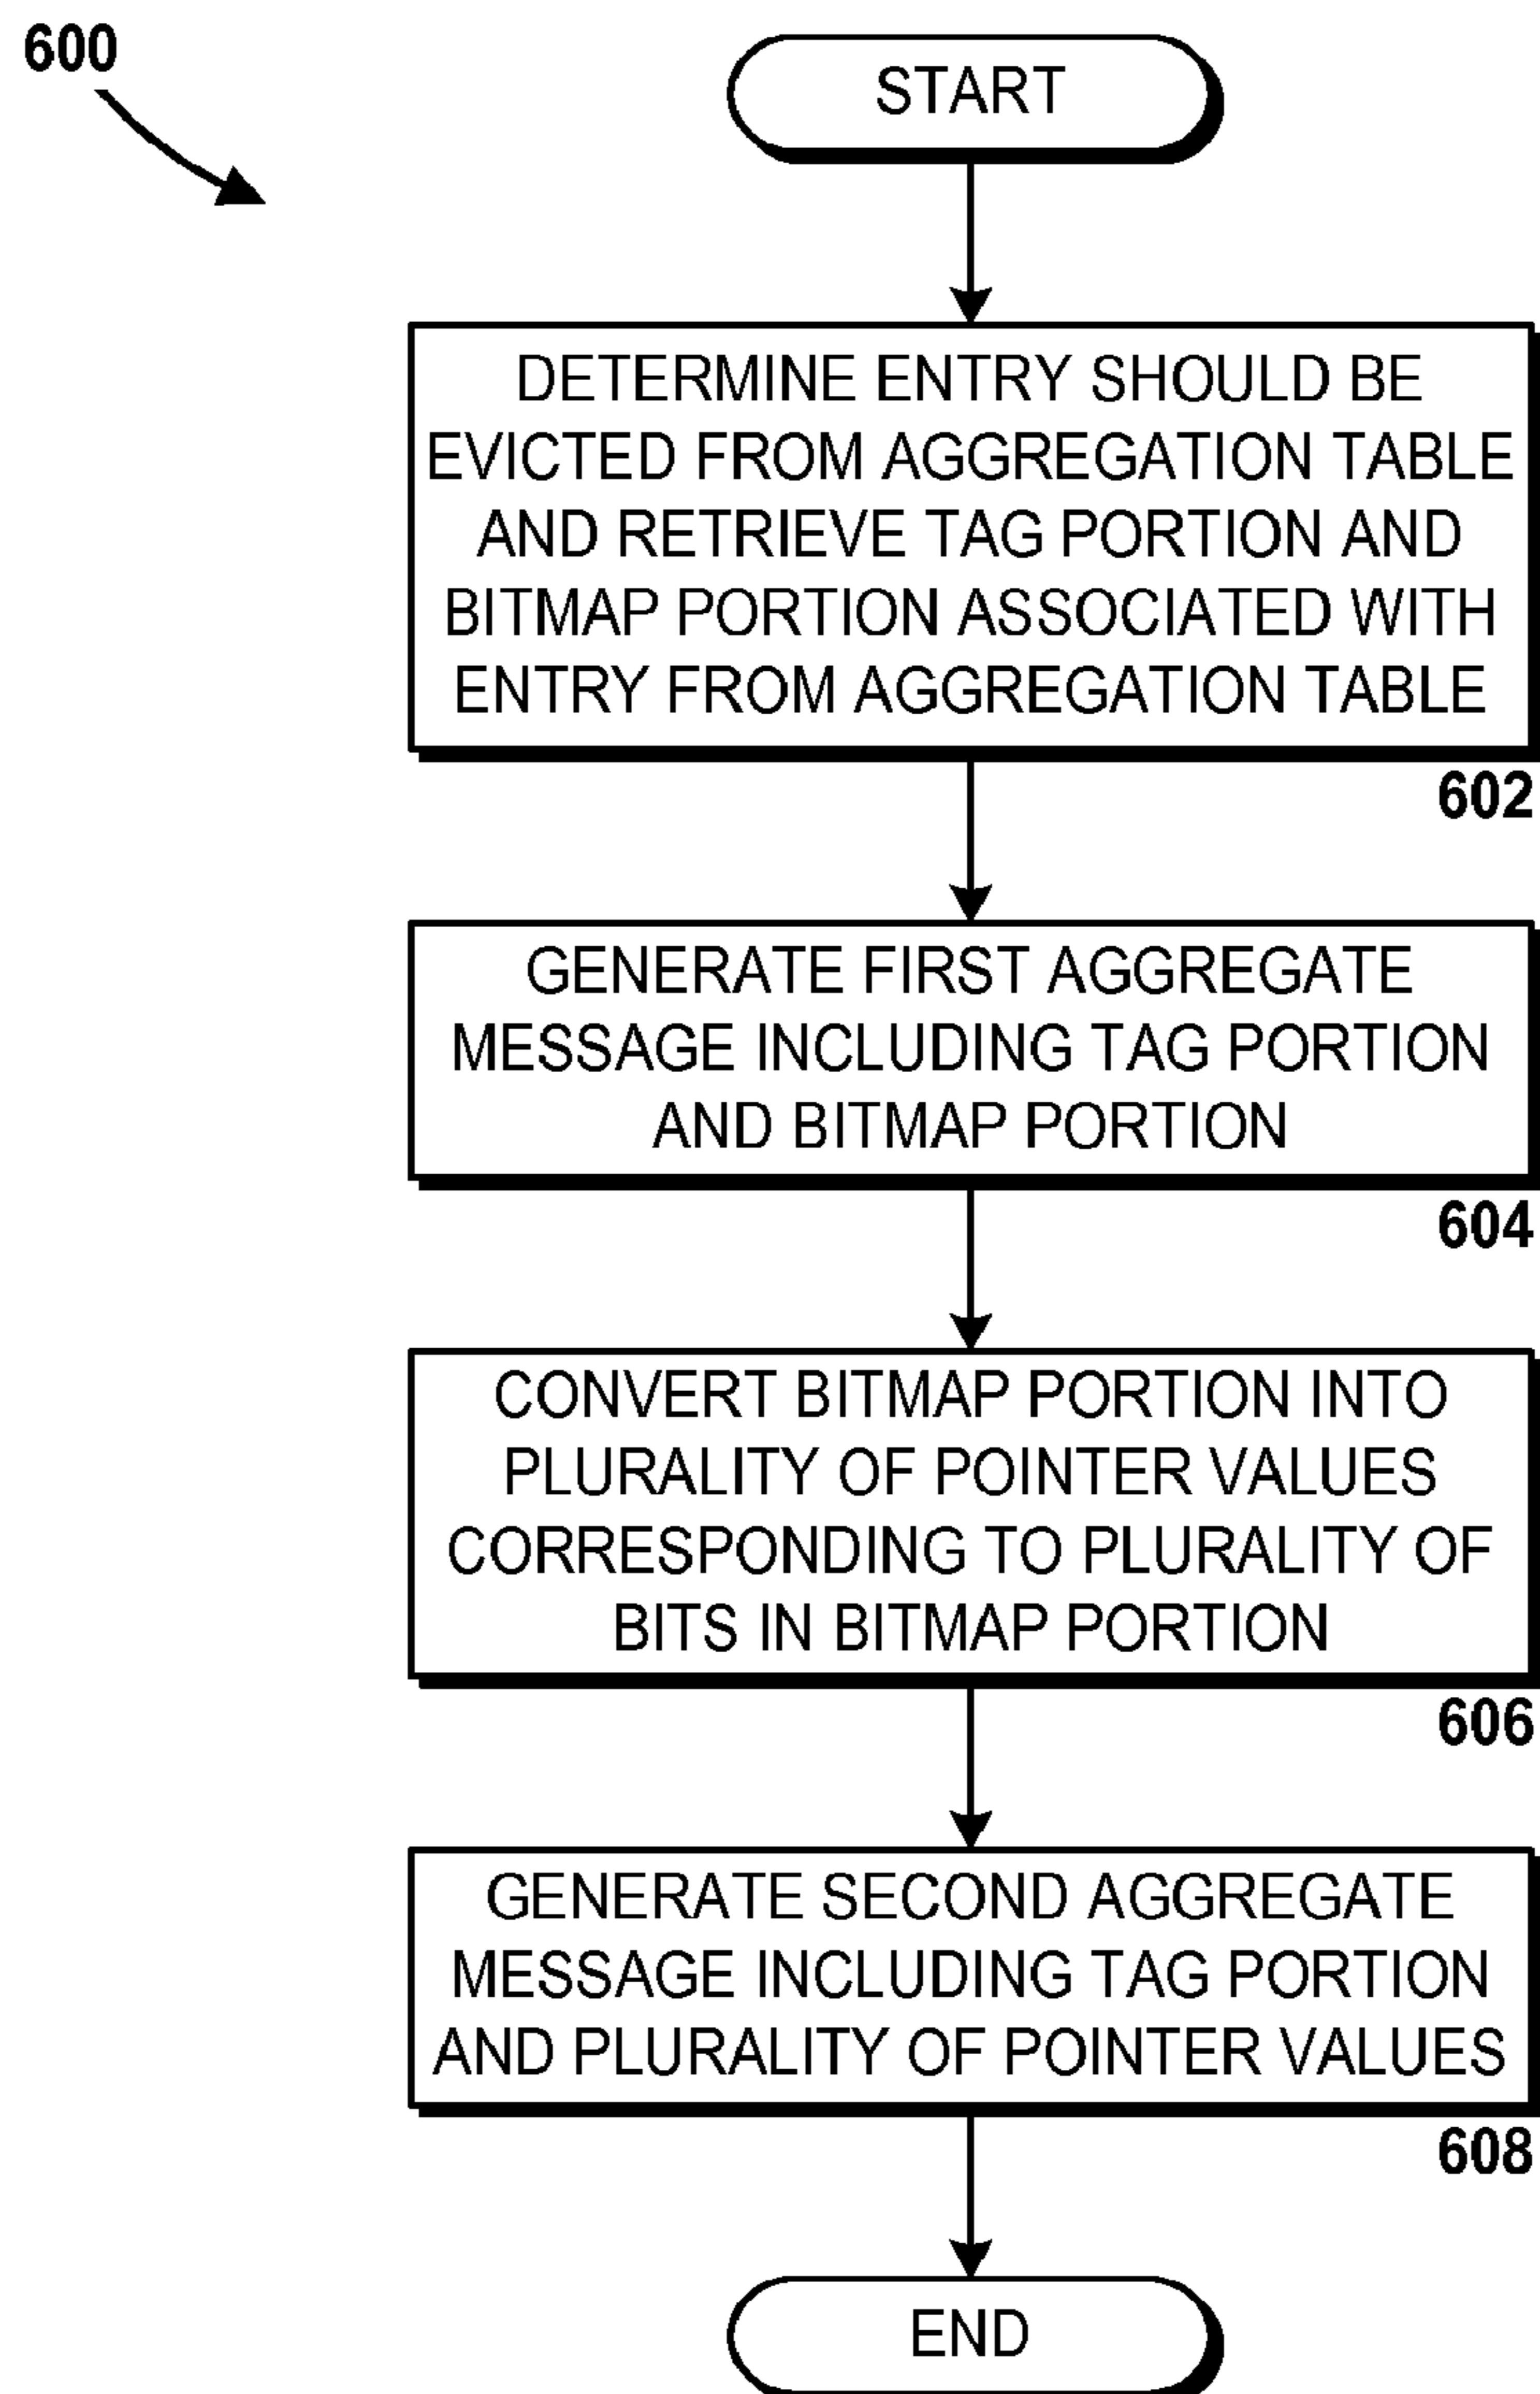 600
START
DETERMINE ENTRY SHOULD BE
EVICTED FROM AGGREGATION TABLE
AND RETRIEVE TAG PORTION AND
BITMAP PORTION ASSOCIATED WITH
ENTRY FROM AGGREGATION TABLE
602
GENERATE FIRST AGGREGATE
MESSAGE INCLUDING TAG PORTION
AND BITMAP PORTION
604
CONVERT BITMAP PORTION INTO
PLURALITY OF POINTER VALUES
CORRESPONDING TO PLURALITY OF
BITS IN BITMAP PORTION
606
GENERATE SECOND AGGREGATE
MESSAGE INCLUDING TAG PORTION
AND PLURALITY OF POINTER VALUES
608
END